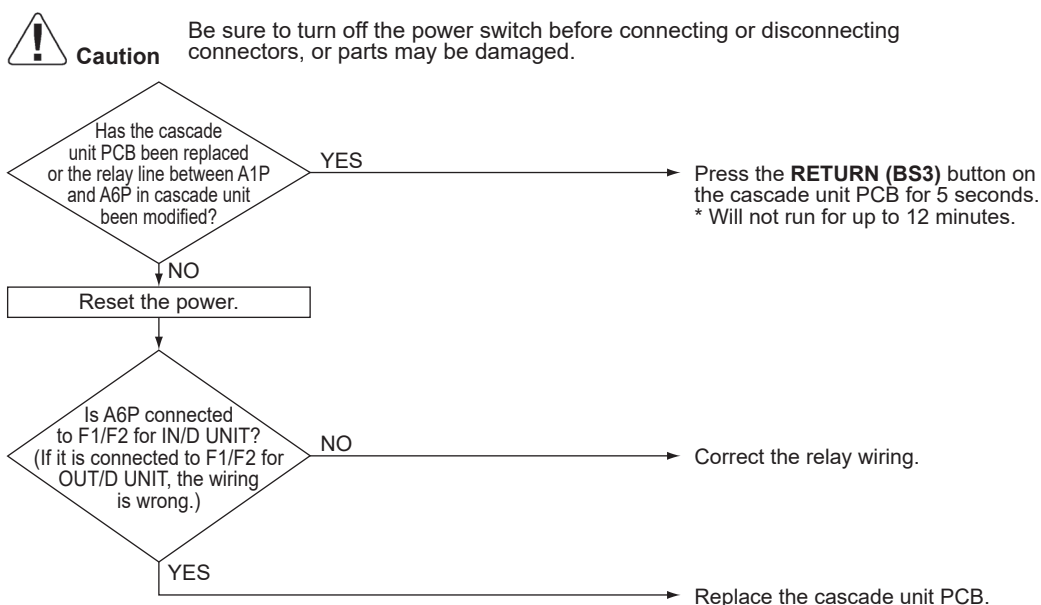 Caution
Be sure to turn off the power switch before connecting or disconnecting
connectors, or parts may be damaged.
Has the cascade
unit PCB been replaced
or the relay line between A1P
and A6P in cascade unit
been modified?
YES
Press the RETURN (BS3) button on
the cascade unit PCB for 5 seconds.
* Will not run for up to 12 minutes.
NO
Reset the power.
Is A6P connected
to F1/F2 for IN/D UNIT?
(If it is connected to F1/F2 for
OUT/D UNIT, the wiring
is wrong.)
NO
Correct the relay wiring.
YES
Replace the cascade unit PCB.